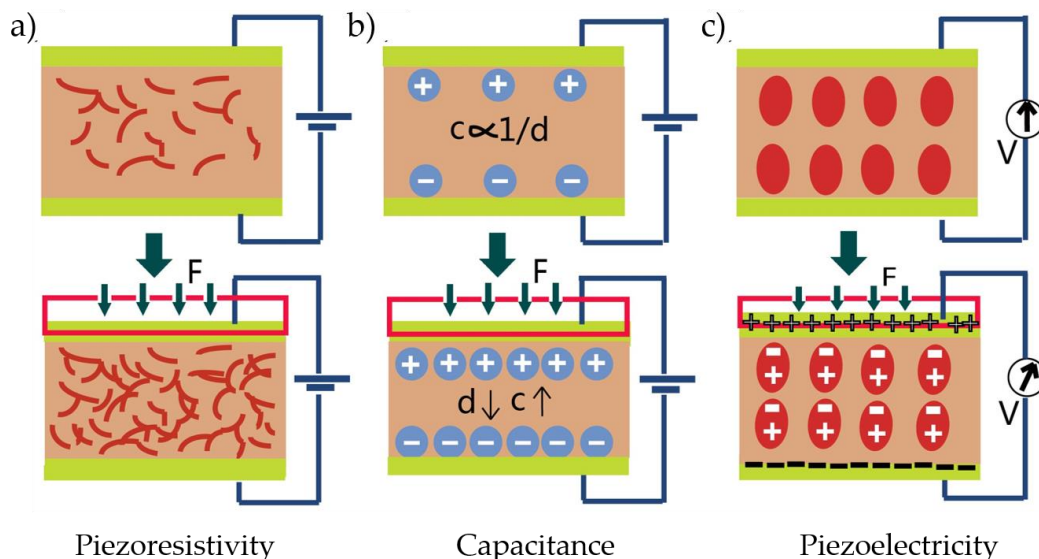 a)
b)
c)
c∝1/d
V
F
F
F
d↓ c↑
V
Piezoresistivity
Capacitance
Piezoelectricity